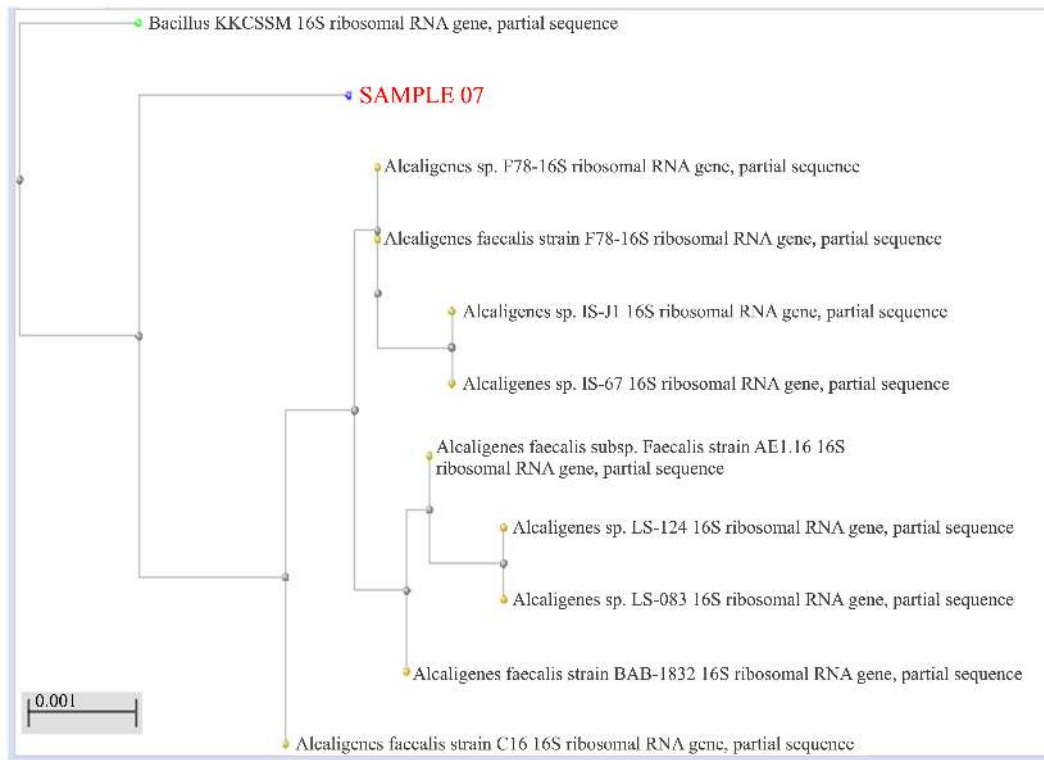 Bacillus KKCSSM 16S ribosomal RNA gene, partial sequence
SAMPLE 07
Alcaligenes sp. F78-16S ribosomal RNA gene, partial sequence
Alcaligenes faecalis strain F78-16S ribosomal RNA gene, partial sequence
Alcaligenes sp. IS-J1 16S ribosomal RNA gene, partial sequence
Alcaligenes sp. IS-67 16S ribosomal RNA gene, partial sequence
Alcaligenes faecalis subsp. Faecalis strain AE1.16 16S
ribosomal RNA gene, partial sequence
Alcaligenes sp. LS-124 16S ribosomal RNA gene, partial sequence
Alcaligenes sp. LS-083 16S ribosomal RNA gene, partial sequence
Alcaligenes faecalis strain BAB-1832 16S ribosomal RNA gene, partial sequence
0.001
Alcaligenes faecalis strain C16 16S ribosomal RNA gene, partial sequence